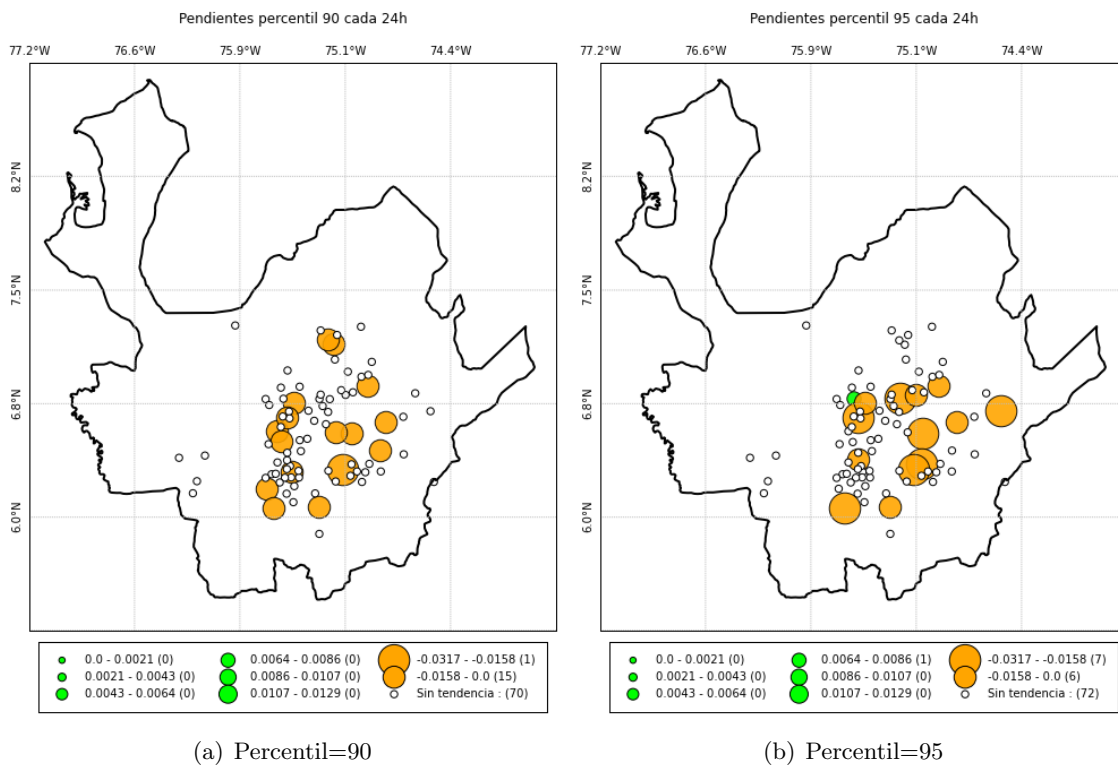 Pendientes percentil 90 cada 24h
77.2°W 76.6°W 75.9°W 75.1°W 74.4°W
8.2°N
7.5°N
6.8°N
6.0°N
0.0 - 0.0021 (0)
0.0021 - 0.0043 (0)
0.0043 - 0.0064 (0)
0.0064 - 0.0086 (0)
0.0086 - 0.0107 (0)
0.0107 - 0.0129 (0)
-0.0317 - -0.0158 (1)
-0.0158 - 0.0 (15)
Sin tendencia : (70)
(a) Percentil=90
Pendientes percentil 95 cada 24h
77.2°W 76.6°W 75.9°W 75.1°W 74.4°W
8.2°N
7.5°N
6.8°N
6.0°N
0.0 - 0.0021 (0)
0.0021 - 0.0043 (0)
0.0043 - 0.0064 (0)
0.0064 - 0.0086 (1)
0.0086 - 0.0107 (0)
0.0107 - 0.0129 (0)
-0.0317 - -0.0158 (7)
-0.0158 - 0.0 (6)
Sin tendencia : (72)
(b) Percentil=95